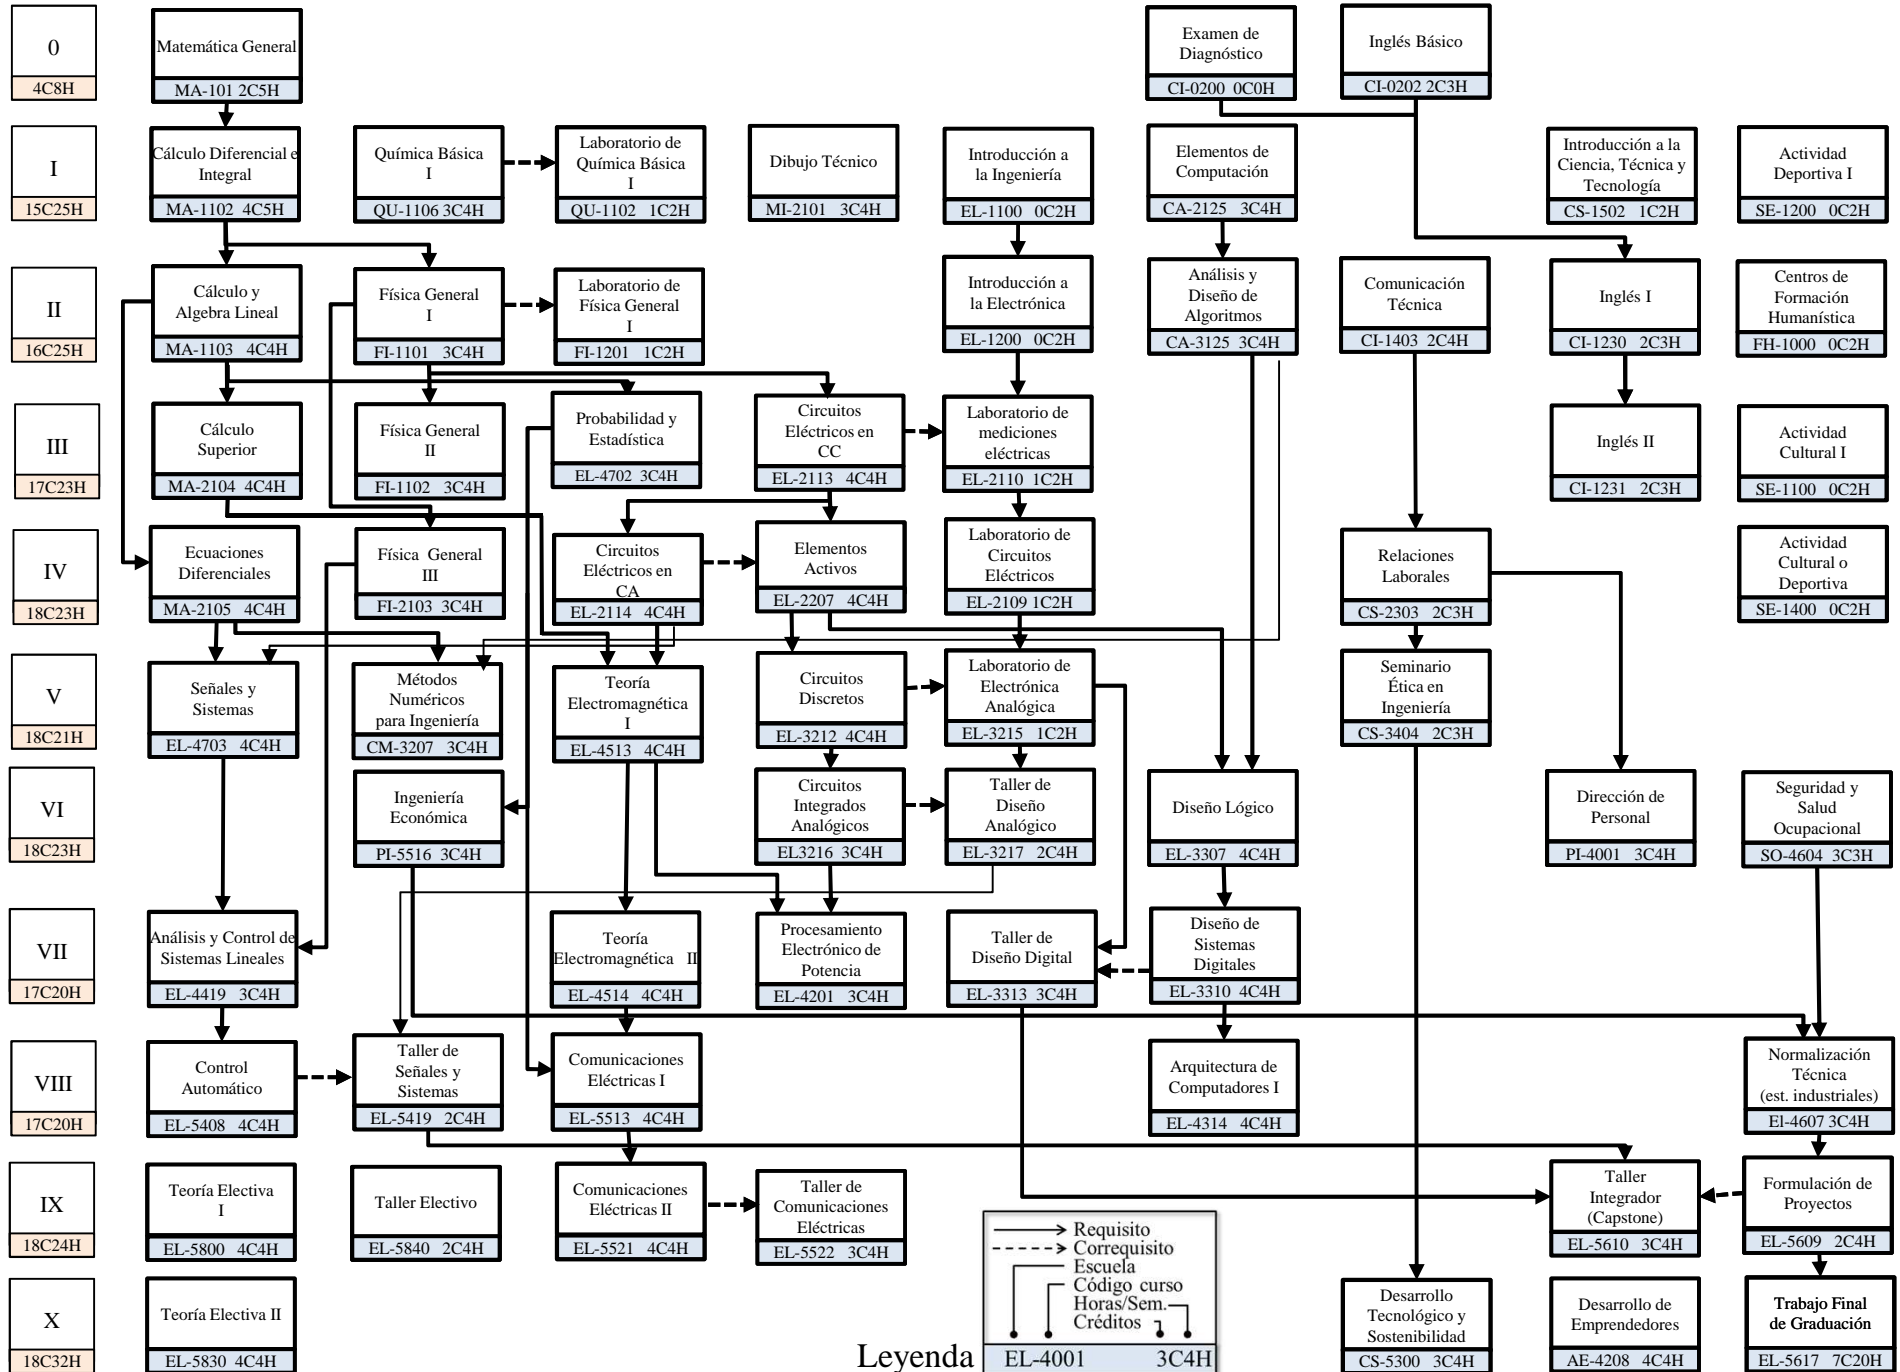 0
4C8H
Matemática General
MA-101 2C5H
Examen de
Diagnóstico
CI-0200 0C0H
Inglés Básico
CI-0202 2C3H
I
15C25H
Cálculo Diferencial e
Integral
MA-1102 4C5H
Química Básica
I
QU-1106 3C4H
Laboratorio de
Química Básica
I
QU-1102 1C2H
Dibujo Técnico
MI-2101 3C4H
Introducción a
la Ingeniería
EL-1100 0C2H
Elementos de
Computación
CA-2125 3C4H
Introducción a la
Ciencia, Técnica y
Tecnología
CS-1502 1C2H
Actividad
Deportiva I
SE-1200 0C2H
II
16C25H
Cálculo y
Algebra Lineal
MA-1103 4C4H
Física General
I
FI-1101 3C4H
Laboratorio de
Física General
I
FI-1201 1C2H
Introducción a
la Electrónica
EL-1200 0C2H
Análisis y
Diseño de
Algoritmos
CA-3125 3C4H
Comunicación
Técnica
CI-1403 2C4H
Inglés I
CI-1230 2C3H
Centros de
Formación
Humanística
FH-1000 0C2H
III
17C23H
Cálculo
Superior
MA-2104 4C4H
Física General
II
FI-1102 3C4H
Probabilidad y
Estadística
EL-4702 3C4H
Circuitos
Eléctricos en
CC
EL-2113 4C4H
Laboratorio de
mediciones
eléctricas
EL-2110 1C2H
Inglés II
CI-1231 2C3H
Actividad
Cultural I
SE-1100 0C2H
IV
18C23H
Ecuaciones
Diferenciales
MA-2105 4C4H
Física General
III
FI-2103 3C4H
Circuitos
Eléctricos en
CA
EL-2114 4C4H
Elementos
Activos
EL-2207 4C4H
Laboratorio de
Circuitos
Eléctricos
EL-2109 1C2H
Relaciones
Laborales
CS-2303 2C3H
Actividad
Cultural o
Deportiva
SE-1400 0C2H
V
18C21H
Señales y
Sistemas
EL-4703 4C4H
Métodos
Numéricos
para Ingeniería
CM-3207 3C4H
Teoría
Electromagnética
I
EL-4513 4C4H
Circuitos
Discretos
EL-3212 4C4H
Laboratorio de
Electrónica
Analógica
EL-3215 1C2H
Seminario
Ética en
Ingeniería
CS-3404 2C3H
VI
18C23H
Ingeniería
Económica
PI-5516 3C4H
Circuitos
Integrados
Analógicos
EL3216 3C4H
Taller de
Diseño
Analógico
EL-3217 2C4H
Diseño Lógico
EL-3307 4C4H
Dirección de
Personal
PI-4001 3C4H
Seguridad y
Salud
Ocupacional
SO-4604 3C3H
VII
17C20H
Análisis y Control de
Sistemas Lineales
EL-4419 3C4H
Teoría
Electromagnética II
EL-4514 4C4H
Procesamiento
Electrónico de
Potencia
EL-4201 3C4H
Taller de
Diseño Digital
EL-3313 3C4H
Diseño de
Sistemas
Digitales
EL-3310 4C4H
VIII
17C20H
Control
Automático
EL-5408 4C4H
Taller de
Señales y
Sistemas
EL-5419 2C4H
Comunicaciones
Eléctricas I
EL-5513 4C4H
Arquitectura de
Computadores I
EL-4314 4C4H
Normalización
Técnica
(est. industriales)
El-4607 3C4H
IX
18C24H
Teoría Electiva
I
EL-5800 4C4H
Taller Electivo
EL-5840 2C4H
Comunicaciones
Eléctricas II
EL-5521 4C4H
Taller de
Comunicaciones
Eléctricas
EL-5522 3C4H
Taller
Integrador
(Capstone)
EL-5610 3C4H
Formulación de
Proyectos
EL-5609 2C4H
X
18C32H
Teoría Electiva II
EL-5830 4C4H
Leyenda
Requisito
Correquisito
Escuela
Código curso
Horas/Sem.
Créditos
EL-4001 3C4H
Desarrollo
Tecnológico y
Sostenibilidad
CS-5300 3C4H
Desarrollo de
Emprendedores
AE-4208 4C4H
Trabajo Final
de Graduación
EL-5617 7C20H